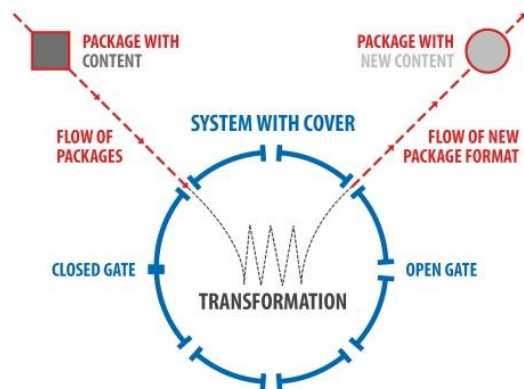 PACKAGE WITH
CONTENT
PACKAGE WITH
NEW CONTENT
FLOW OF
PACKAGES
SYSTEM WITH COVER
FLOW OF NEW
PACKAGE FORMAT
CLOSED GATE
OPEN GATE
TRANSFORMATION